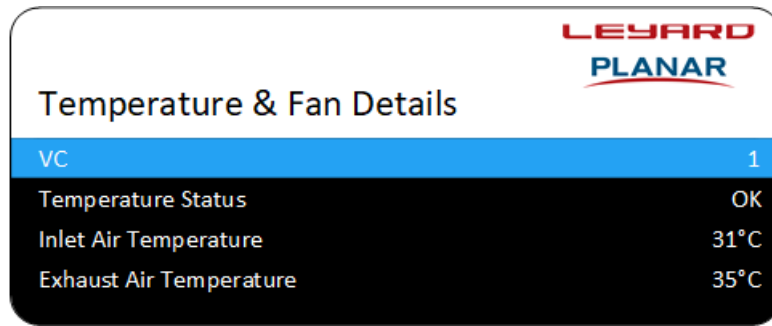 LEYARD
PLANAR
Temperature & Fan Details
VC 1
Temperature Status OK
Inlet Air Temperature 31°C
Exhaust Air Temperature 35°C